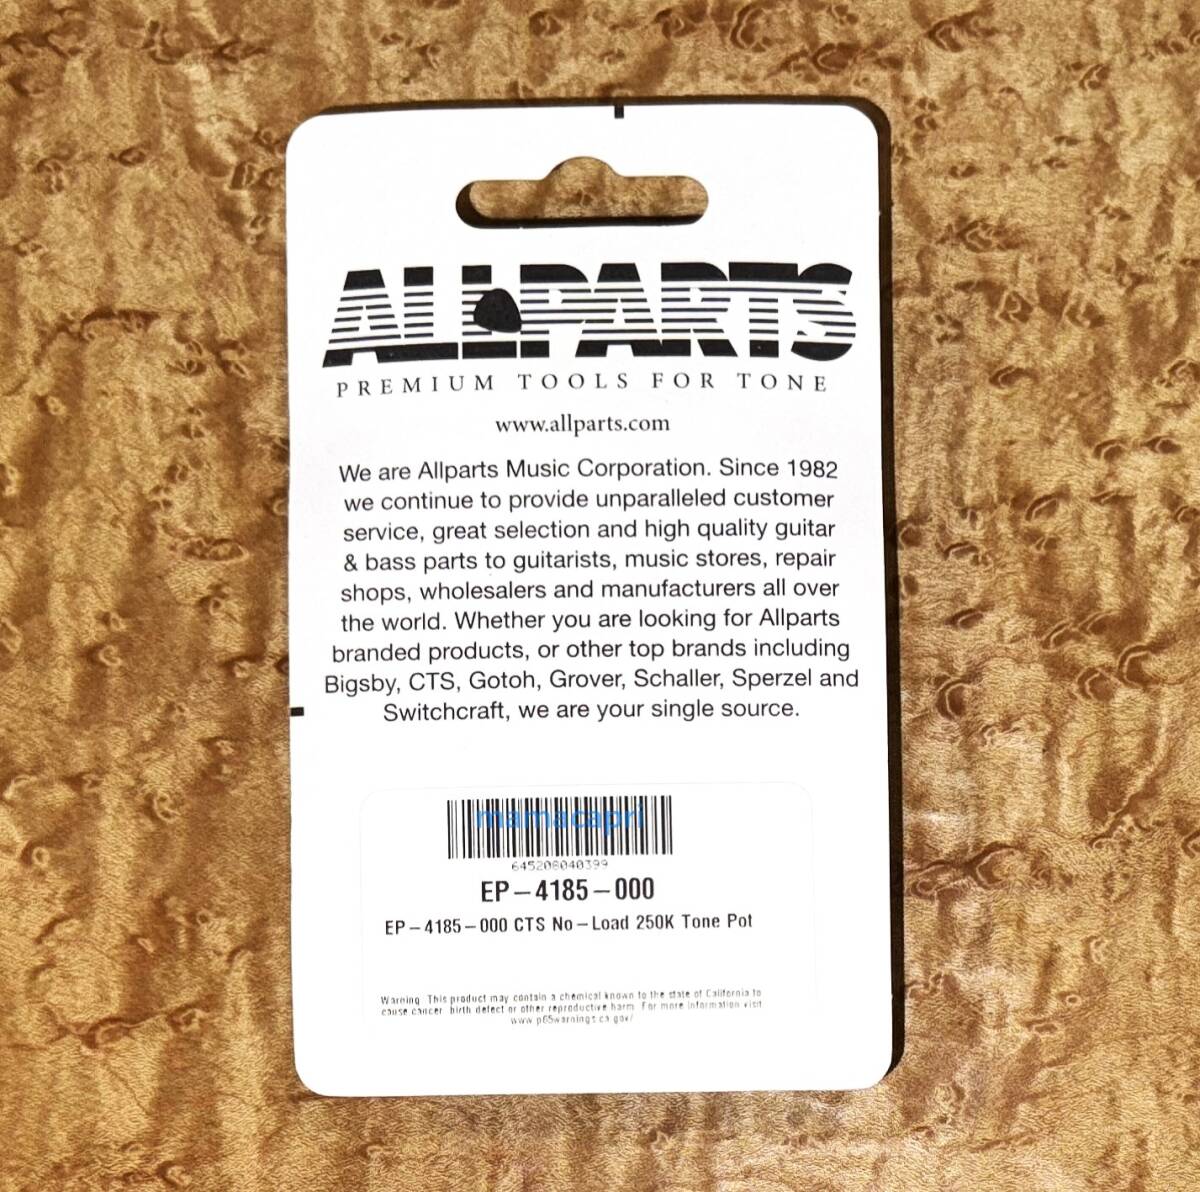 ALLPARTS
PREMIUM TOOLS FOR TONE
www.allparts.com
We are Allparts Music Corporation. Since 1982
we continue to provide unparalleled customer
service, great selection and high quality guitar
& bass parts to guitarists, music stores, repair
shops, wholesalers and manufacturers all over
the world. Whether you are looking for Allparts
branded products, or other top brands including
Bigsby, CTS, Gotoh, Grover, Schaller, Sperzel and
Switchcraft, we are your single source.
mamacapri
645208040399
EP-4185-000
EP-4185-000 CTS No-Load 250K Tone Pot
Warning This product may contain a chemical known to the state of California to
cause cancer birth defect or other reproductive harm For more information visit
www p65warnings ca gov/